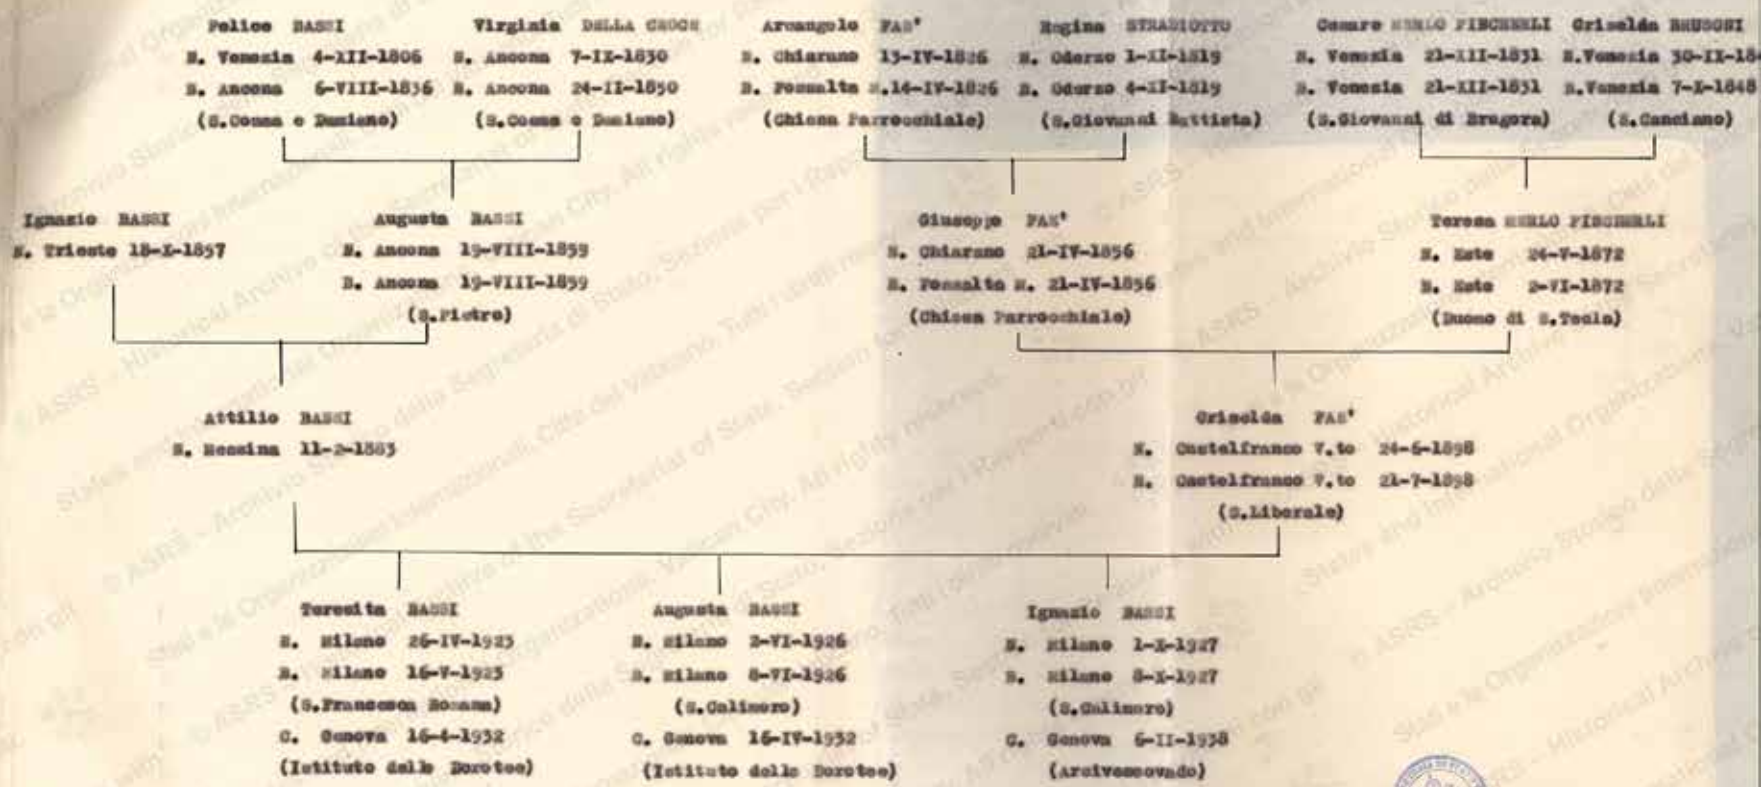 Felice BASSI
N. Venezia 4-XII-1806
B. Ancona 6-VIII-1836
(S.Cosma e Damiano)
Virginia DELLA CROCE
N. Ancona 7-IX-1830
B. Ancona 24-II-1850
(S.Cosma e Damiano)
Arcangelo FAS'
N. Chiarano 13-IV-1826
B. Fossalta M.14-IV-1826
(Chiesa Parrocchiale)
Regina STRADIOTTO
N. Oderzo 1-XI-1819
B. Oderzo 4-XI-1819
(S.Giovanni Battista)
Cesare MERLO
N. Venezia 21-XII-1831
B. Venezia 21-XII-1831
(S.Giovanni di Bragora)
Griselda BRUSONI
N.Venezia 30-IX-18
B.Venezia 7-X-1848
(S.Canciano)
Ignazio BASSI
N. Trieste 18-X-1857
Augusta BASSI
N. Ancona 19-VIII-1859
B. Ancona 19-VIII-1859
(S.Pietro)
Giuseppe FAS'
N. Chiarano 21-IV-1856
B. Fossalta M. 21-IV-1856
(Chiesa Parrocchiale)
Teresa MERLO
N. Este 24-V-1872
B. Este 2-VI-1872
(Duomo di S.Tecla)
Attilio BASSI
N. Messina 11-2-1883
Griselda FAS'
N. Castelfranco V.to 24-6-1898
B. Castelfranco V.to 21-7-1898
(S.Liberale)
Teresita BASSI
N. Milano 26-IV-1925
B. Milano 16-V-1925
(S.Francesca Romana)
C. Genova 16-4-1932
(Istituto delle Dorotee)
Augusta BASSI
N. Milano 2-VI-1926
B. Milano 8-VI-1926
(S.Calimero)
C. Genova 16-IV-1932
(Istituto delle Dorotee)
Ignazio BASSI
N. Milano 1-X-1927
B. Milano 8-X-1927
(S.Calimero)
C. Genova 6-II-1938
(Arcivescovado)